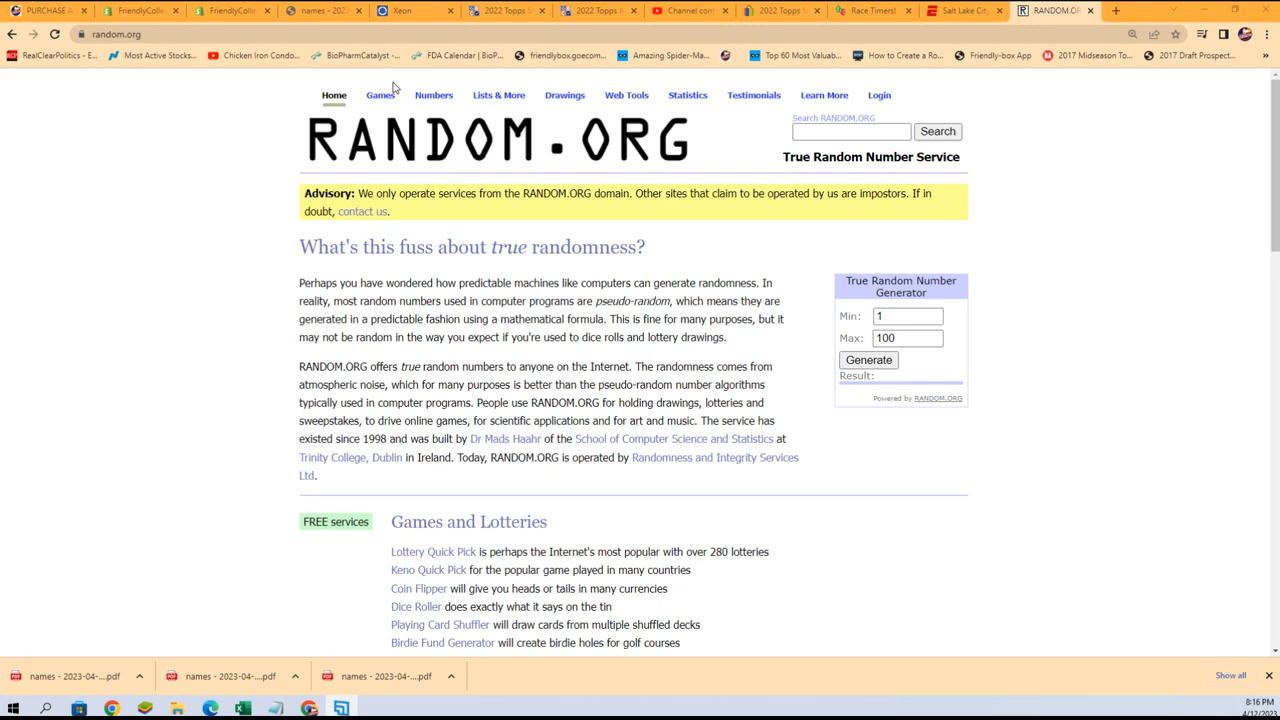 PURCHASE A
FriendlyColle
FriendlyColle
names - 202
Xeon
2022 Topps S
2022 Topps I
Channel con
2022 Topps S
Race Timers!
Salt Lake City
RANDOM.OR
random.org
RealClearPolitics - E...
Most Active Stocks...
Chicken Iron Condo...
BioPharmCatalyst -...
FDA Calendar | BioP...
friendlybox.goecom...
Amazing Spider-Ma...
Top 60 Most Valuab...
How to Create a Ro...
Friendly-box App
2017 Midseason To...
2017 Draft Prospect...
Home Games Numbers Lists & More Drawings Web Tools Statistics Testimonials Learn More Login
RANDOM.ORG
Search RANDOM.ORG
Search
True Random Number Service
Advisory: We only operate services from the RANDOM.ORG domain. Other sites that claim to be operated by us are impostors. If in
doubt, contact us.
What's this fuss about true randomness?
Perhaps you have wondered how predictable machines like computers can generate randomness. In
reality, most random numbers used in computer programs are pseudo-random, which means they are
generated in a predictable fashion using a mathematical formula. This is fine for many purposes, but it
may not be random in the way you expect if you're used to dice rolls and lottery drawings.
RANDOM.ORG offers true random numbers to anyone on the Internet. The randomness comes from
atmospheric noise, which for many purposes is better than the pseudo-random number algorithms
typically used in computer programs. People use RANDOM.ORG for holding drawings, lotteries and
sweepstakes, to drive online games, for scientific applications and for art and music. The service has
existed since 1998 and was built by Dr Mads Haahr of the School of Computer Science and Statistics at
Trinity College, Dublin in Ireland. Today, RANDOM.ORG is operated by Randomness and Integrity Services
Ltd.
True Random Number
Generator
Min: 1
Max: 100
Generate
Result:
Powered by RANDOM.ORG
FREE services
Games and Lotteries
Lottery Quick Pick is perhaps the Internet's most popular with over 280 lotteries
Keno Quick Pick for the popular game played in many countries
Coin Flipper will give you heads or tails in many currencies
Dice Roller does exactly what it says on the tin
Playing Card Shuffler will draw cards from multiple shuffled decks
Birdie Fund Generator will create birdie holes for golf courses
names - 2023-04-....pdf
names - 2023-04-....pdf
names - 2023-04-....pdf
Show all
8:16 PM
4/12/2023